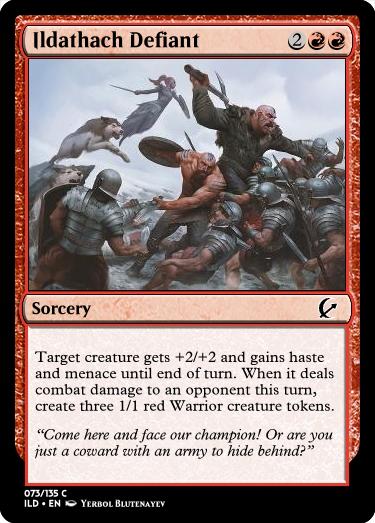 Ildathach Defiant 2
Sorcery
Target creature gets +2/+2 and gains haste
and menace until end of turn. When it deals
combat damage to an opponent this turn,
create three 1/1 red Warrior creature tokens.
“Come here and face our champion! Or are you
just a coward with an army to hide behind?”
073/135 C
ILD • EN Yerbol Blutenayev